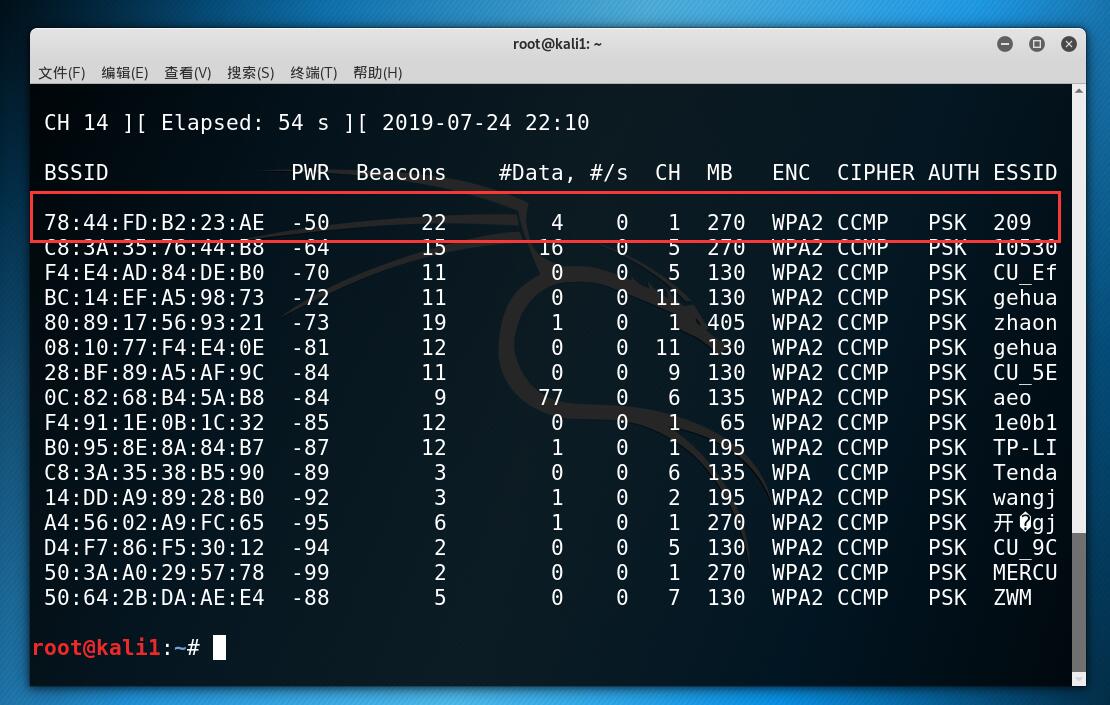 root@kali1: ~
文件(F) 编辑(E) 查看(V) 搜索(S) 终端(T) 帮助(H)
CH 14 ][ Elapsed: 54 s ][ 2019-07-24 22:10
BSSID PWR Beacons #Data, #/s CH MB ENC CIPHER AUTH ESSID
78:44:FD:B2:23:AE -50 22 4 0 1 270 WPA2 CCMP PSK 209
C8:3A:35:76:44:B8 -64 15 16 0 5 270 WPA2 CCMP PSK 10530
F4:E4:AD:84:DE:B0 -70 11 0 0 5 130 WPA2 CCMP PSK CU_Ef
BC:14:EF:A5:98:73 -72 11 0 0 11 130 WPA2 CCMP PSK gehua
80:89:17:56:93:21 -73 19 1 0 1 405 WPA2 CCMP PSK zhaon
08:10:77:F4:E4:0E -81 12 0 0 11 130 WPA2 CCMP PSK gehua
28:BF:89:A5:AF:9C -84 11 0 0 9 130 WPA2 CCMP PSK CU_5E
0C:82:68:B4:5A:B8 -84 9 77 0 6 135 WPA2 CCMP PSK aeo
F4:91:1E:0B:1C:32 -85 12 0 0 1 65 WPA2 CCMP PSK 1e0b1
B0:95:8E:8A:84:B7 -87 12 1 0 1 195 WPA2 CCMP PSK TP-LI
C8:3A:35:38:B5:90 -89 3 0 0 6 135 WPA CCMP PSK Tenda
14:DD:A9:89:28:B0 -92 3 1 0 2 195 WPA2 CCMP PSK wangj
A4:56:02:A9:FC:65 -95 6 1 0 1 270 WPA2 CCMP PSK 开�gj
D4:F7:86:F5:30:12 -94 2 0 0 5 130 WPA2 CCMP PSK CU_9C
50:3A:A0:29:57:78 -99 2 0 0 1 270 WPA2 CCMP PSK MERCU
50:64:2B:DA:AE:E4 -88 5 0 0 7 130 WPA2 CCMP PSK ZWM
root@kali1:~#